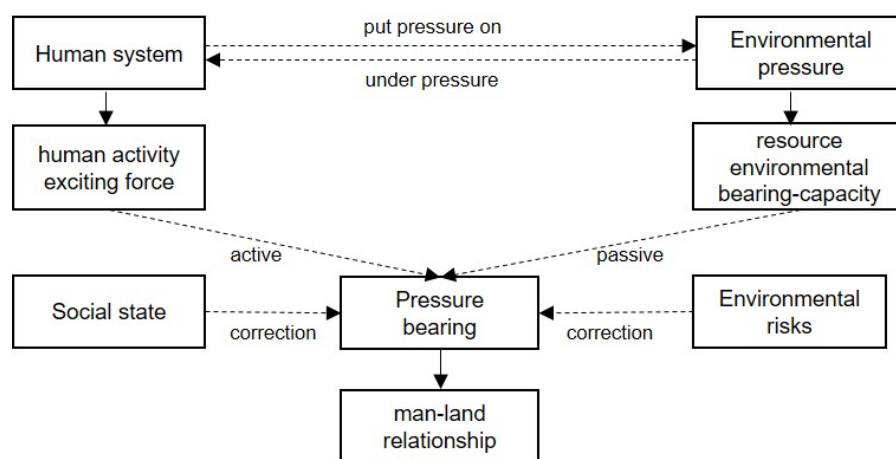 put pressure on
Human system
Environmental
pressure
under pressure
human activity
exciting force
resource
environmental
bearing-capacity
active
passive
Social state
Pressure
bearing
Environmental
risks
correction
correction
man-land
relationship